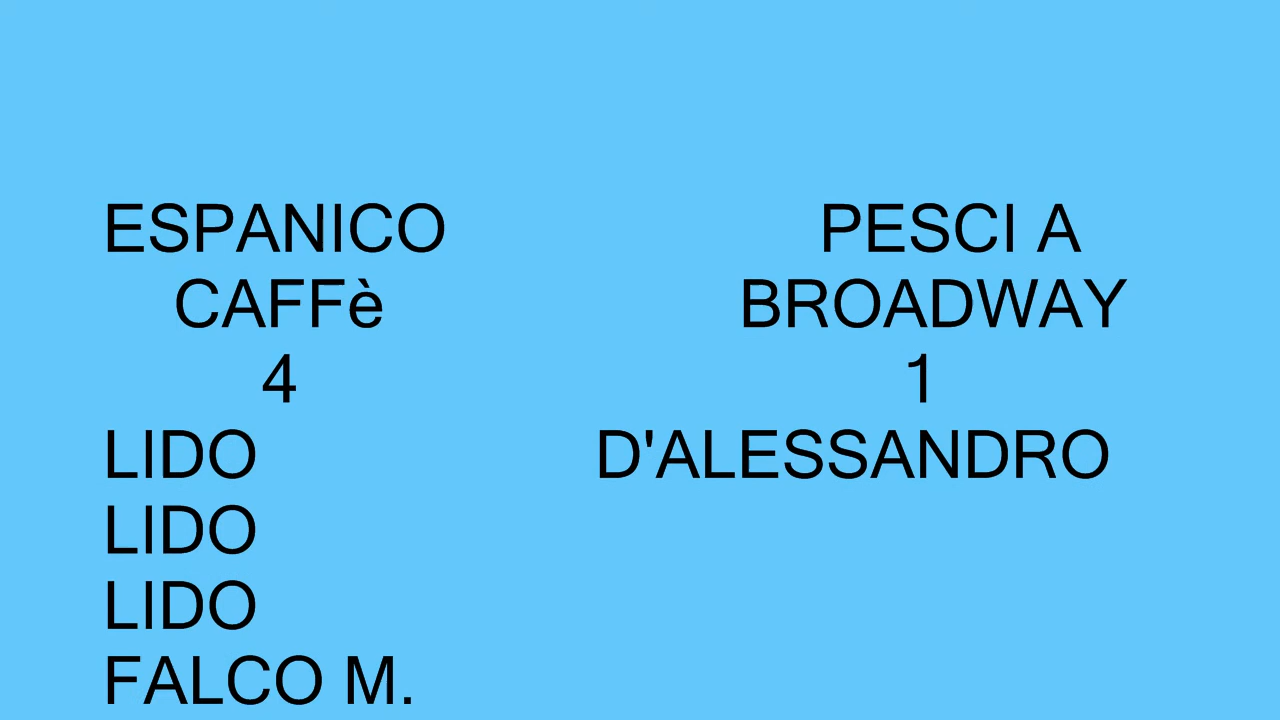 ESPANICO
CAFFè
4
LIDO
LIDO
LIDO
FALCO M.
PESCI A
BROADWAY
1
D'ALESSANDRO